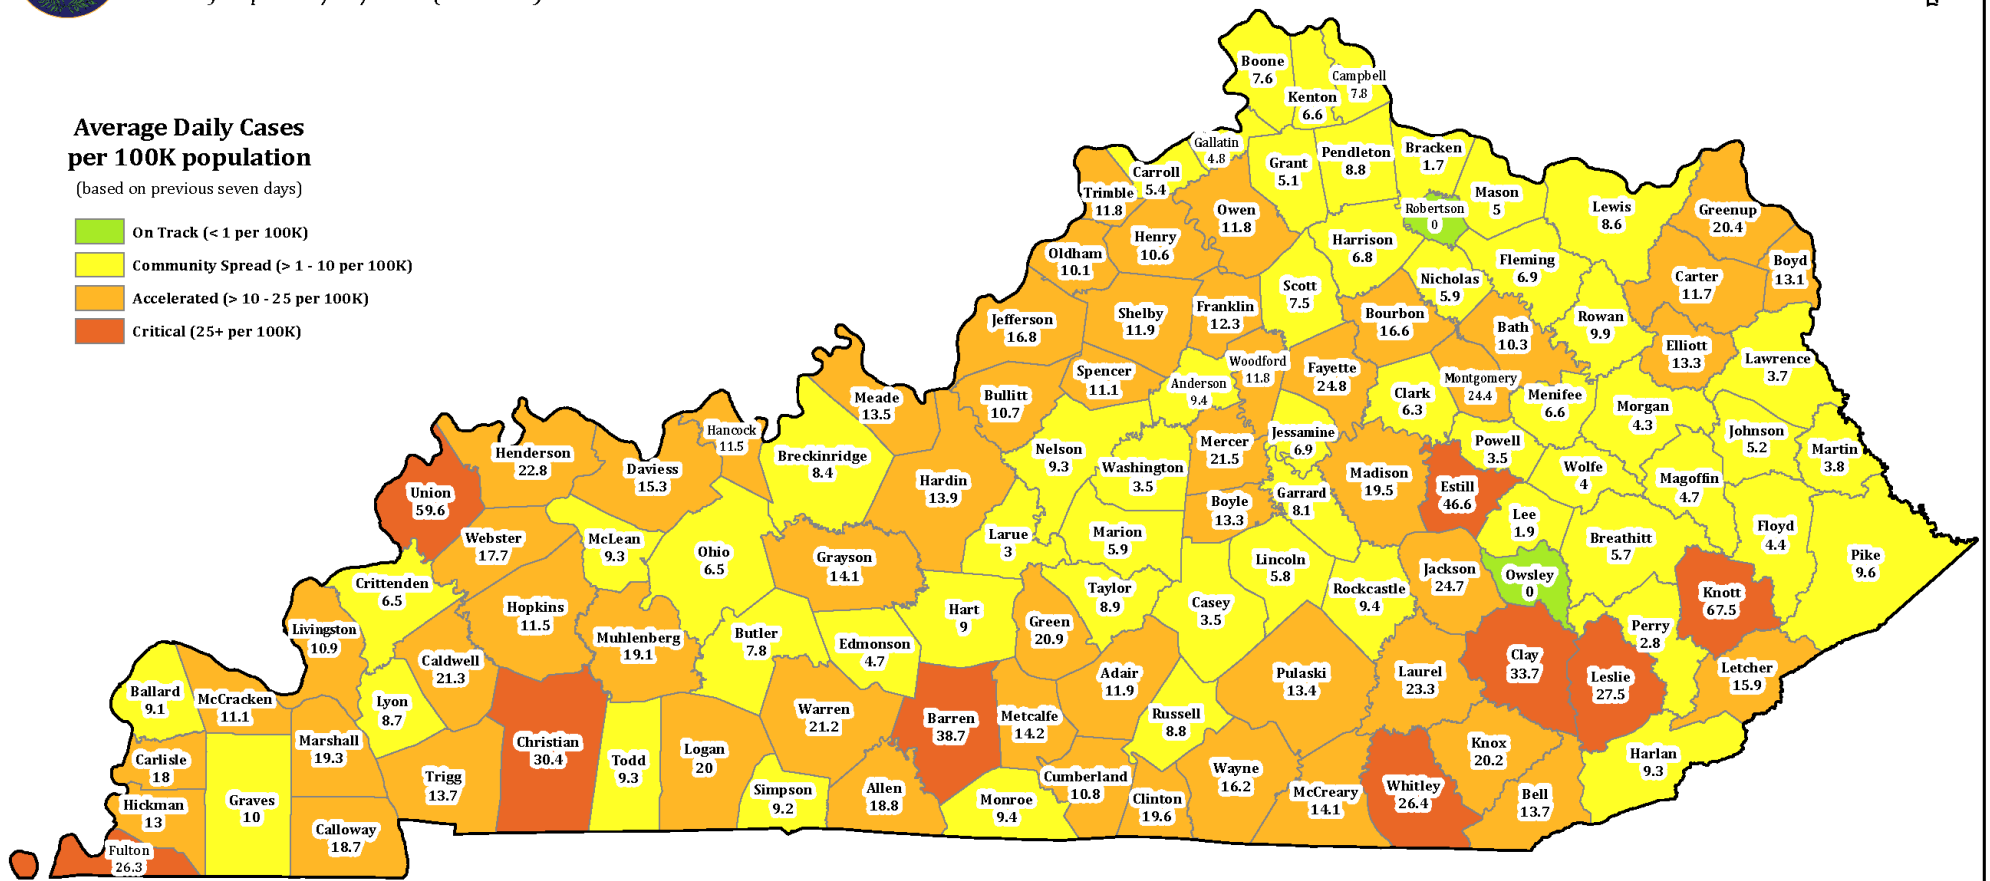 Average Daily Cases
per 100K population
(based on previous seven days)
On Track (< 1 per 100K)
Community Spread (> 1 - 10 per 100K)
Accelerated (> 10 - 25 per 100K)
Critical (25+ per 100K)
Boone
7.6
Kenton
6.6
Campbell
7.8
Gallatin
4.8
Grant
5.1
Pendleton
8.8
Bracken
1.7
Carroll
5.4
Trimble
11.8
Owen
11.8
Robertson
0
Mason
5
Lewis
8.6
Greenup
20.4
Henry
10.6
Oldham
10.1
Harrison
6.8
Nicholas
5.9
Fleming
6.9
Carter
11.7
Boyd
13.1
Jefferson
16.8
Shelby
11.9
Franklin
12.3
Scott
7.5
Bourbon
16.6
Bath
10.3
Rowan
9.9
Elliott
13.3
Lawrence
3.7
Meade
13.5
Bullitt
10.7
Spencer
11.1
Anderson
9.4
Woodford
11.8
Fayette
24.8
Clark
6.3
Montgomery
24.4
Menifee
6.6
Morgan
4.3
Johnson
5.2
Martin
3.8
Henderson
22.8
Daviess
15.3
Hancock
11.5
Breckinridge
8.4
Hardin
13.9
Nelson
9.3
Washington
3.5
Mercer
21.5
Jessamine
6.9
Madison
19.5
Powell
3.5
Estill
46.6
Wolfe
4
Magoffin
4.7
Union
59.6
Webster
17.7
McLean
9.3
Ohio
6.5
Grayson
14.1
Larue
3
Marion
5.9
Boyle
13.3
Garrard
8.1
Lee
1.9
Breathitt
5.7
Floyd
4.4
Pike
9.6
Crittenden
6.5
Livingston
10.9
Hopkins
11.5
Muhlenberg
19.1
Butler
7.8
Edmonson
4.7
Hart
9
Green
20.9
Taylor
8.9
Casey
3.5
Lincoln
5.8
Rockcastle
9.4
Jackson
24.7
Owsley
0
Perry
2.8
Knott
67.5
Ballard
9.1
McCracken
11.1
Lyon
8.7
Caldwell
21.3
Christian
30.4
Todd
9.3
Logan
20
Warren
21.2
Barren
38.7
Metcalfe
14.2
Adair
11.9
Russell
8.8
Pulaski
13.4
Laurel
23.3
Clay
33.7
Leslie
27.5
Letcher
15.9
Carlisle
18
Hickman
13
Fulton
26.3
Graves
10
Marshall
19.3
Calloway
18.7
Trigg
13.7
Simpson
9.2
Allen
18.8
Monroe
9.4
Cumberland
10.8
Clinton
19.6
Wayne
16.2
McCreary
14.1
Whitley
26.4
Knox
20.2
Bell
13.7
Harlan
9.3